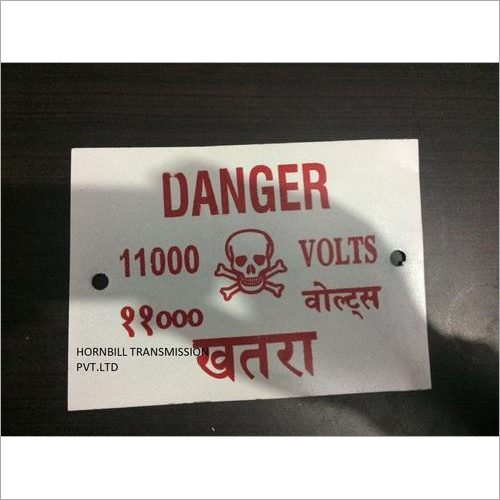 DANGER
11000 VOLTS
११००० वोल्ट्स
HORNBILL TRANSMISSION
PVT.LTD
खतरा